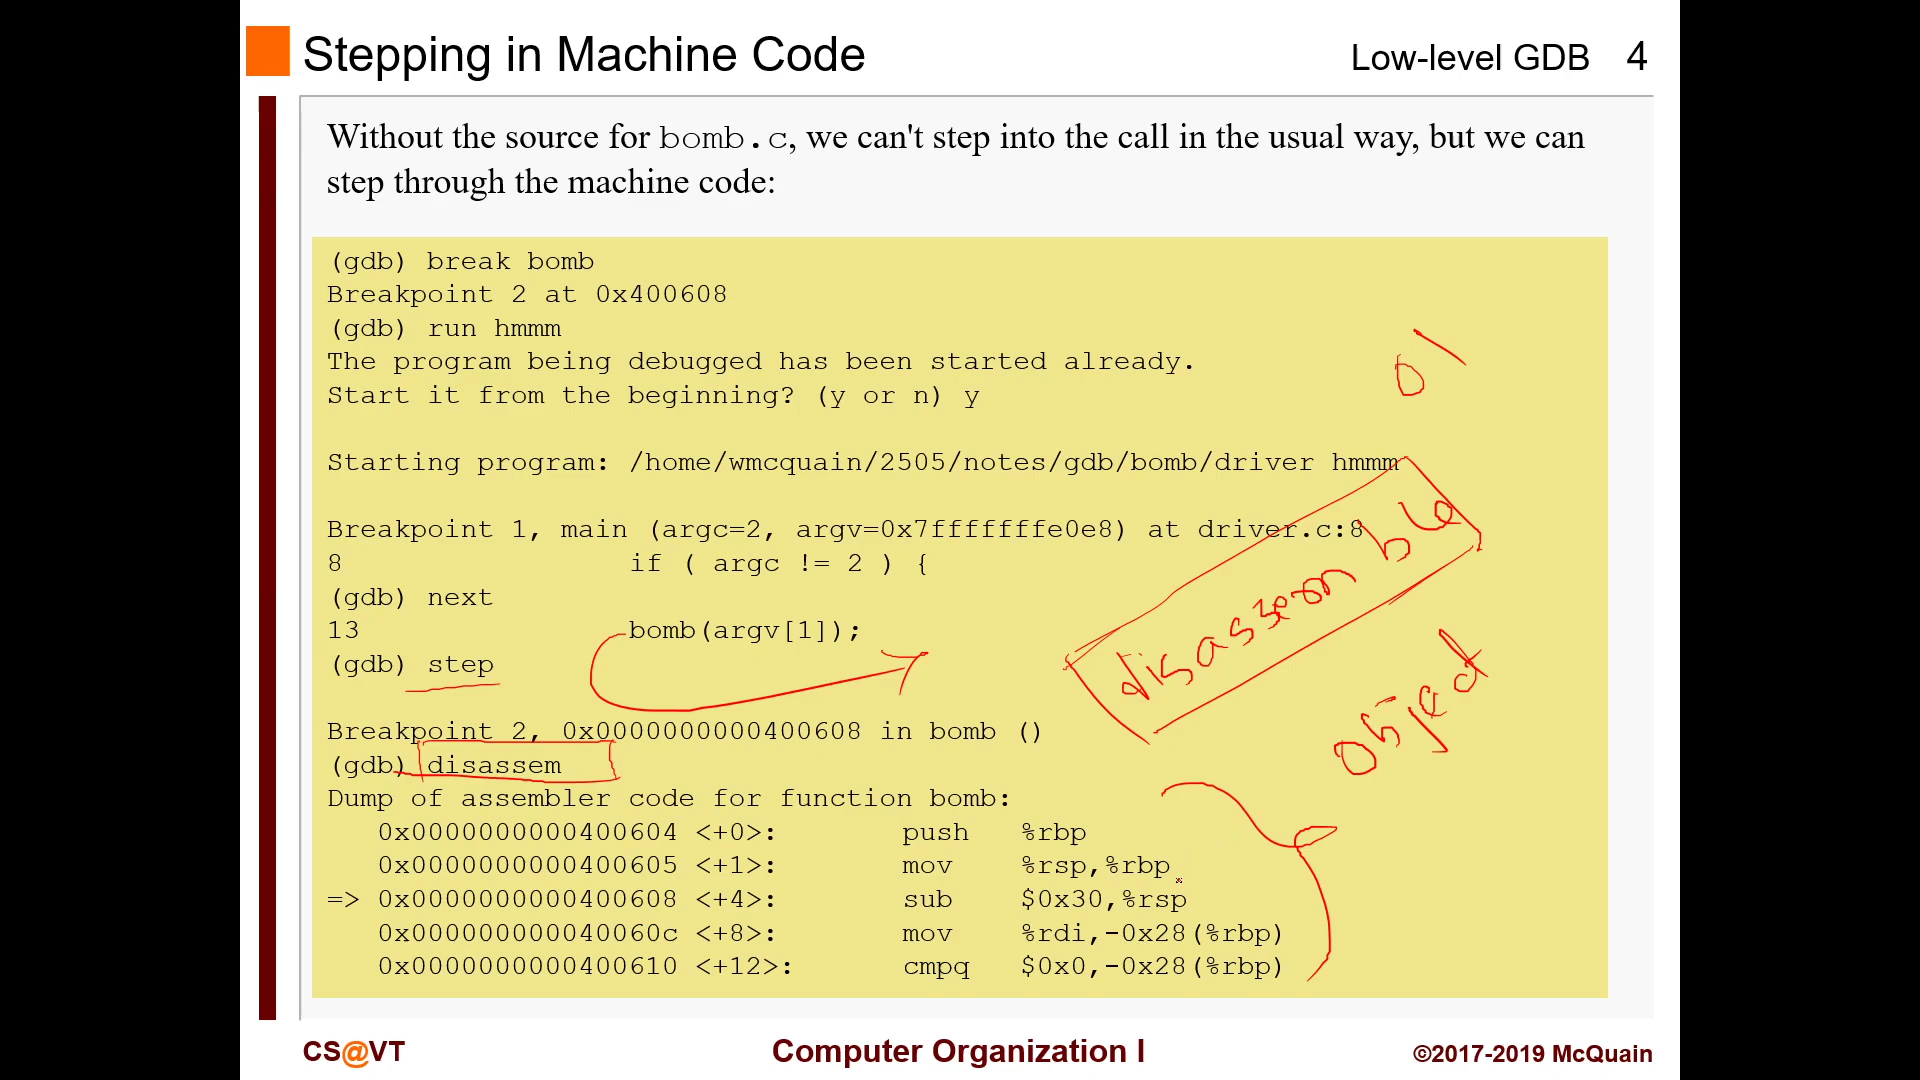 Stepping in Machine Code
Low-level GDB 4
Without the source for bomb.c, we can't step into the call in the usual way, but we can
step through the machine code:
(gdb) break bomb
Breakpoint 2 at 0x400608
(gdb) run hmmm
The program being debugged has been started already.
Start it from the beginning? (y or n) y
01
Starting program: /home/wmcquain/2505/notes/gdb/bomb/driver hmmm
Breakpoint 1, main (argc=2, argv=0x7fffffffe0e8) at driver.c:8
8 if ( argc != 2 ) {
(gdb) next
13 bomb(argv[1]);
(gdb) step
object
Breakpoint 2, 0x0000000000400608 in bomb ()
(gdb) disassem
Dump of assembler code for function bomb:
0x0000000000400604 <+0>: push %rbp
0x0000000000400605 <+1>: mov %rsp,%rbp
=> 0x0000000000400608 <+4>: sub $0x30,%rsp
0x000000000040060c <+8>: mov %rdi,-0x28(%rbp)
0x0000000000400610 <+12>: cmpq $0x0,-0x28(%rbp)
CS@VT
Computer Organization I
©2017-2019 McQuain